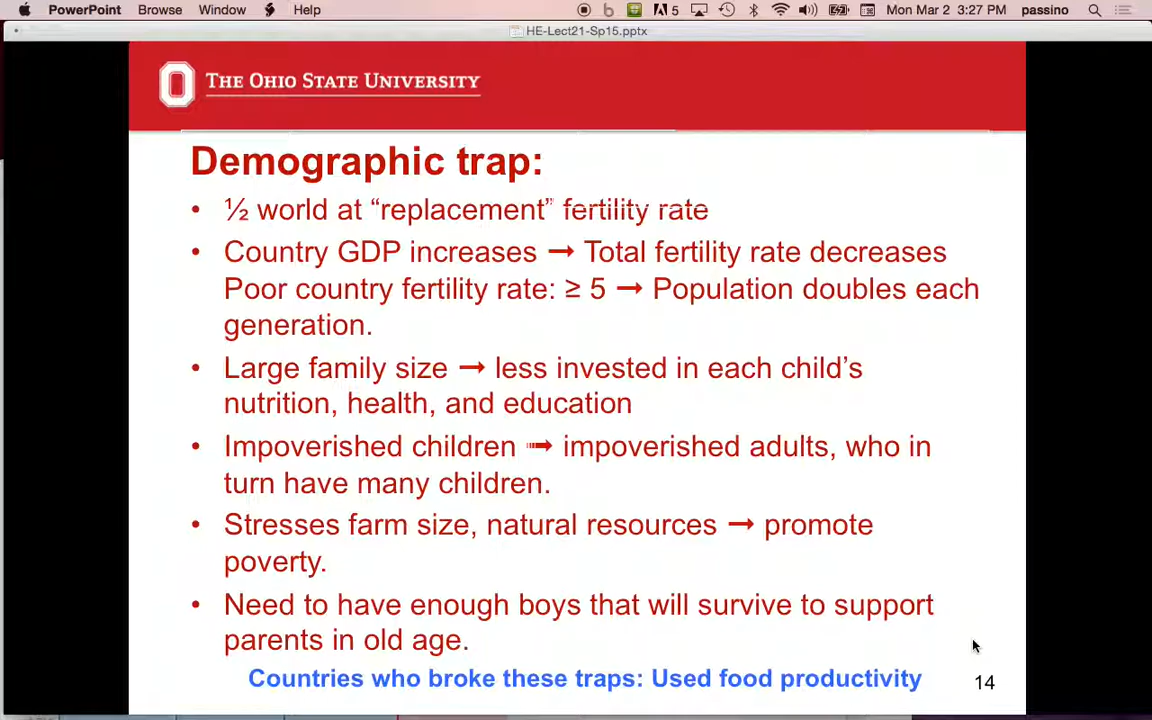 PowerPoint Browse Window Help 5 Mon Mar 2 3:27 PM passino
HE-Lect21-Sp15.pptx
THE OHIO STATE UNIVERSITY
Demographic trap:
• ½ world at “replacement” fertility rate
• Country GDP increases → Total fertility rate decreases
Poor country fertility rate: ≥ 5 → Population doubles each
generation.
• Large family size → less invested in each child’s
nutrition, health, and education
• Impoverished children → impoverished adults, who in
turn have many children.
• Stresses farm size, natural resources → promote
poverty.
• Need to have enough boys that will survive to support
parents in old age.
Countries who broke these traps: Used food productivity
14